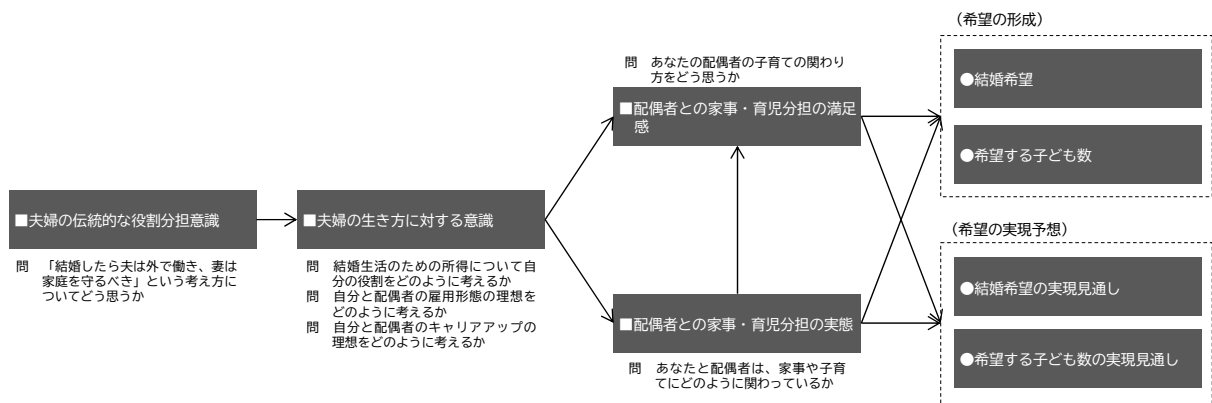 ■夫婦の伝統的な役割分担意識
問　「結婚したら夫は外で働き、妻は
家庭を守るべき」という考え方に
ついてどう思うか
■夫婦の生き方に対する意識
問　結婚生活のための所得について自
分の役割をどのように考えるか
問　自分と配偶者の雇用形態の理想を
どのように考えるか
問　自分と配偶者のキャリアアップの
理想をどのように考えるか
問　あなたの配偶者の子育ての関わり
方をどう思うか
■配偶者との家事・育児分担の満足
感
■配偶者との家事・育児分担の実態
問　あなたと配偶者は、家事や子育
てにどのように関わっているか
（希望の形成）
●結婚希望
●希望する子ども数
（希望の実現予想）
●結婚希望の実現見通し
●希望する子ども数の実現見通し